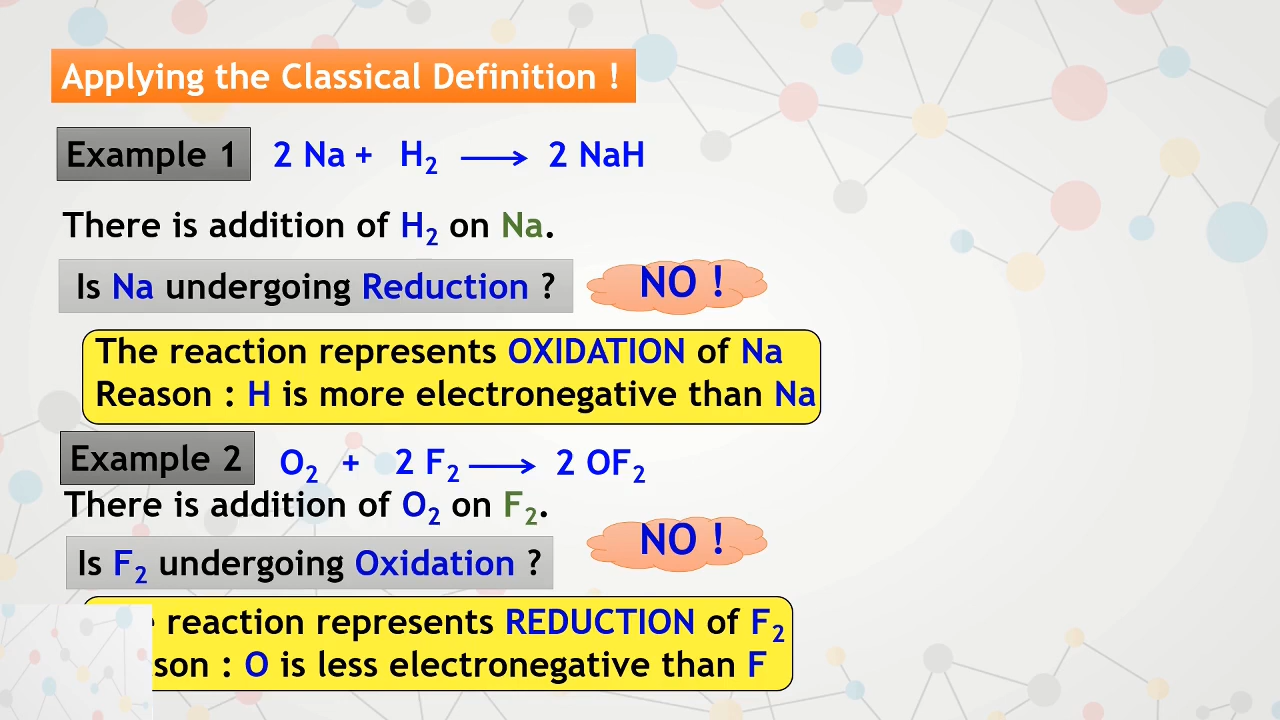 Applying the Classical Definition !
Example 1 2 Na + H₂ ⟶ 2 NaH
There is addition of H₂ on Na.
Is Na undergoing Reduction ? NO !
The reaction represents OXIDATION of Na
Reason : H is more electronegative than Na
Example 2 O₂ + 2 F₂ ⟶ 2 OF₂
There is addition of O₂ on F₂.
Is F₂ undergoing Oxidation ? NO !
reaction represents REDUCTION of F₂
son : O is less electronegative than F